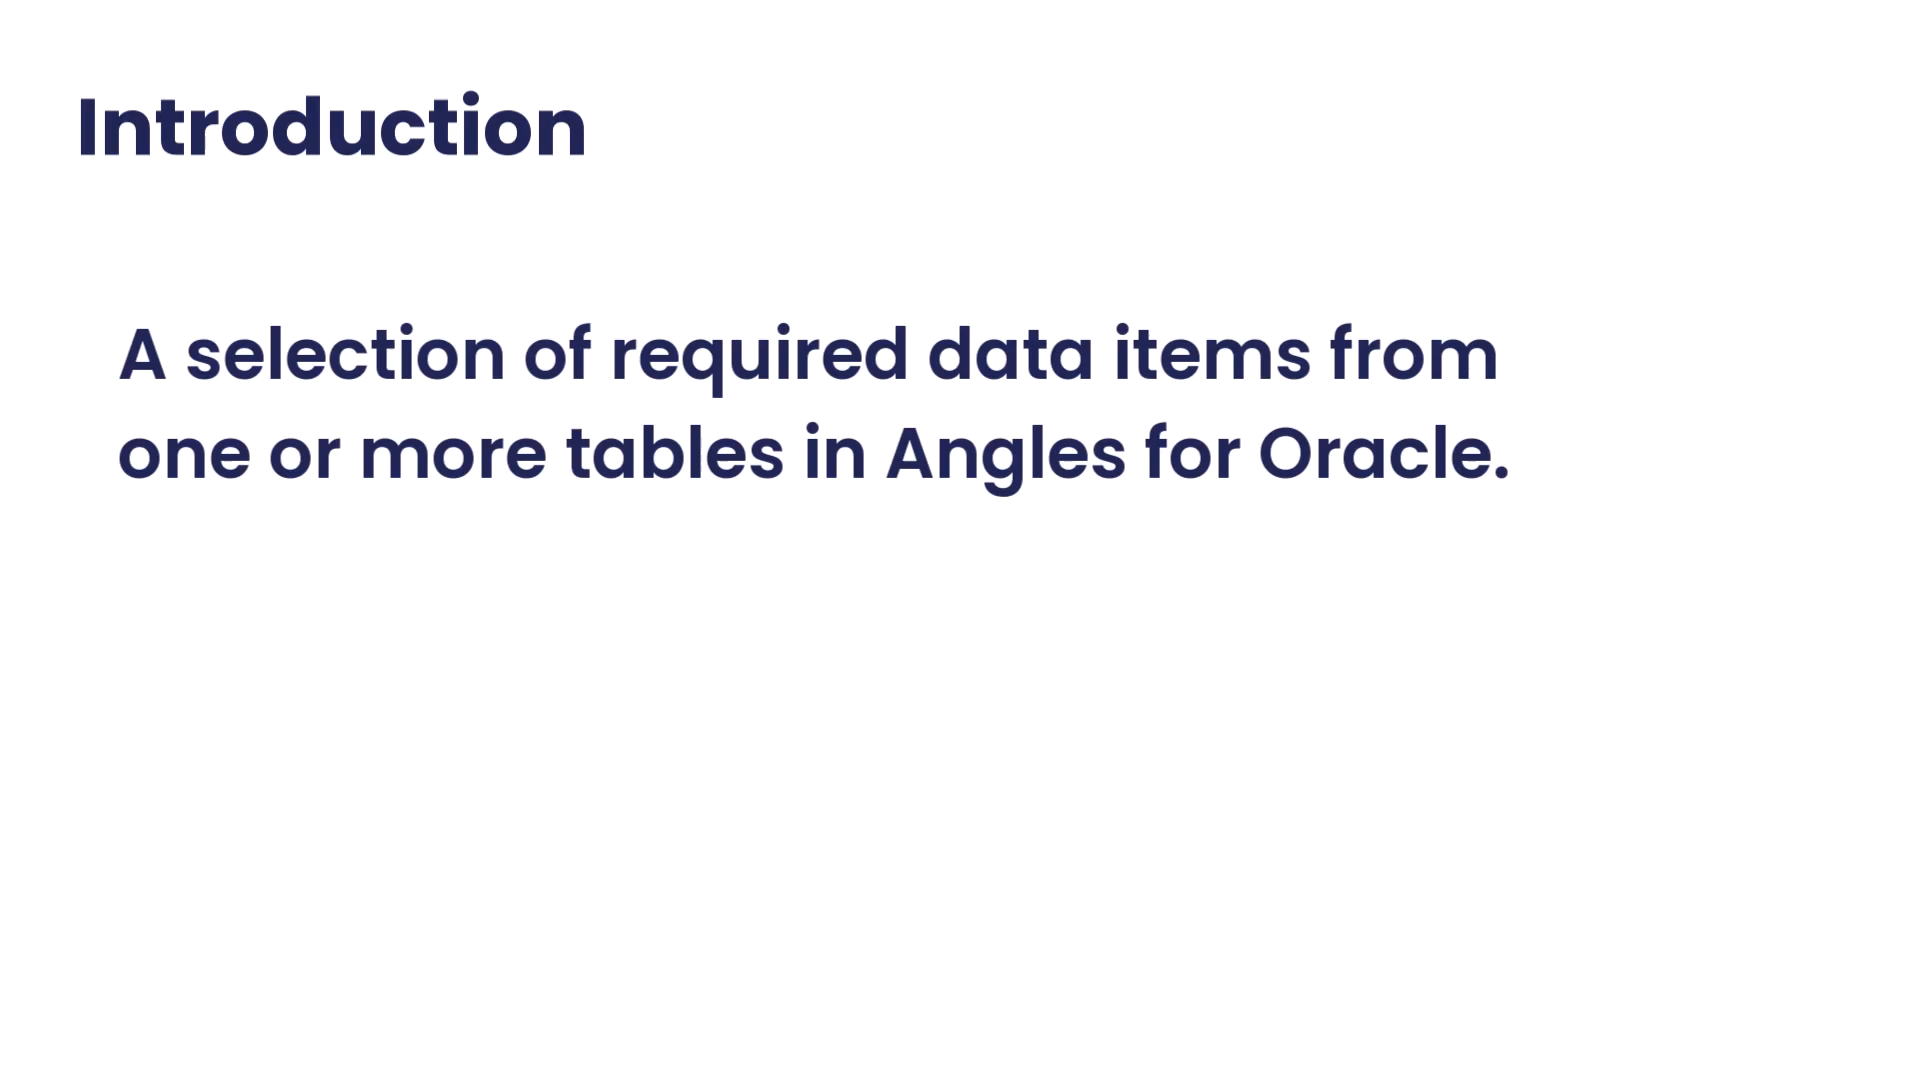 Introduction
A selection of required data items from
one or more tables in Angles for Oracle.